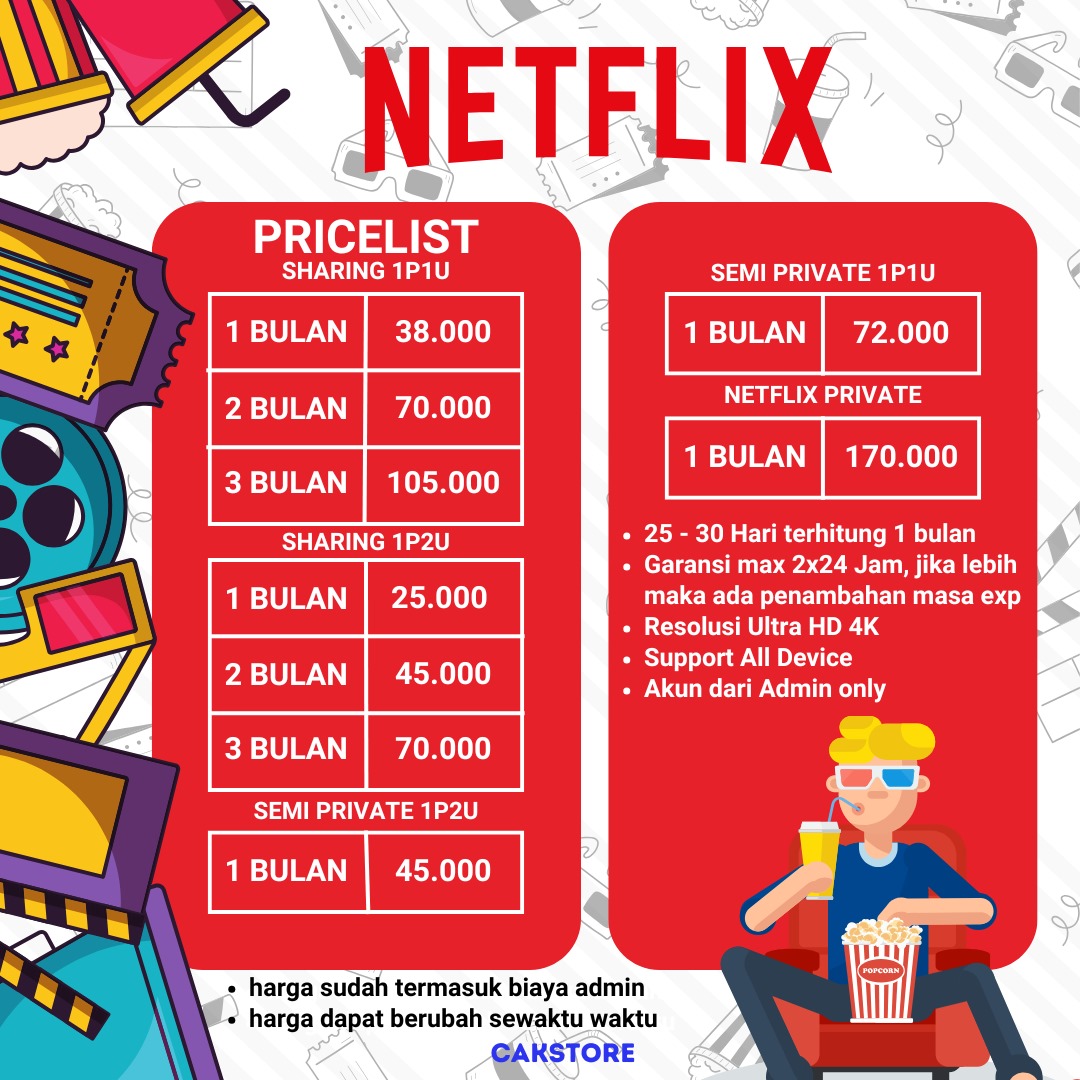 NETFLIX
PRICELIST
SHARING 1P1U
1 BULAN 38.000
2 BULAN 70.000
3 BULAN 105.000
SHARING 1P2U
1 BULAN 25.000
2 BULAN 45.000
3 BULAN 70.000
SEMI PRIVATE 1P2U
1 BULAN 45.000
SEMI PRIVATE 1P1U
1 BULAN 72.000
NETFLIX PRIVATE
1 BULAN 170.000
• 25 - 30 Hari terhitung 1 bulan
• Garansi max 2x24 Jam, jika lebih
maka ada penambahan masa exp
• Resolusi Ultra HD 4K
• Support All Device
• Akun dari Admin only
POPCORN
• harga sudah termasuk biaya admin
• harga dapat berubah sewaktu waktu
CAKSTORE